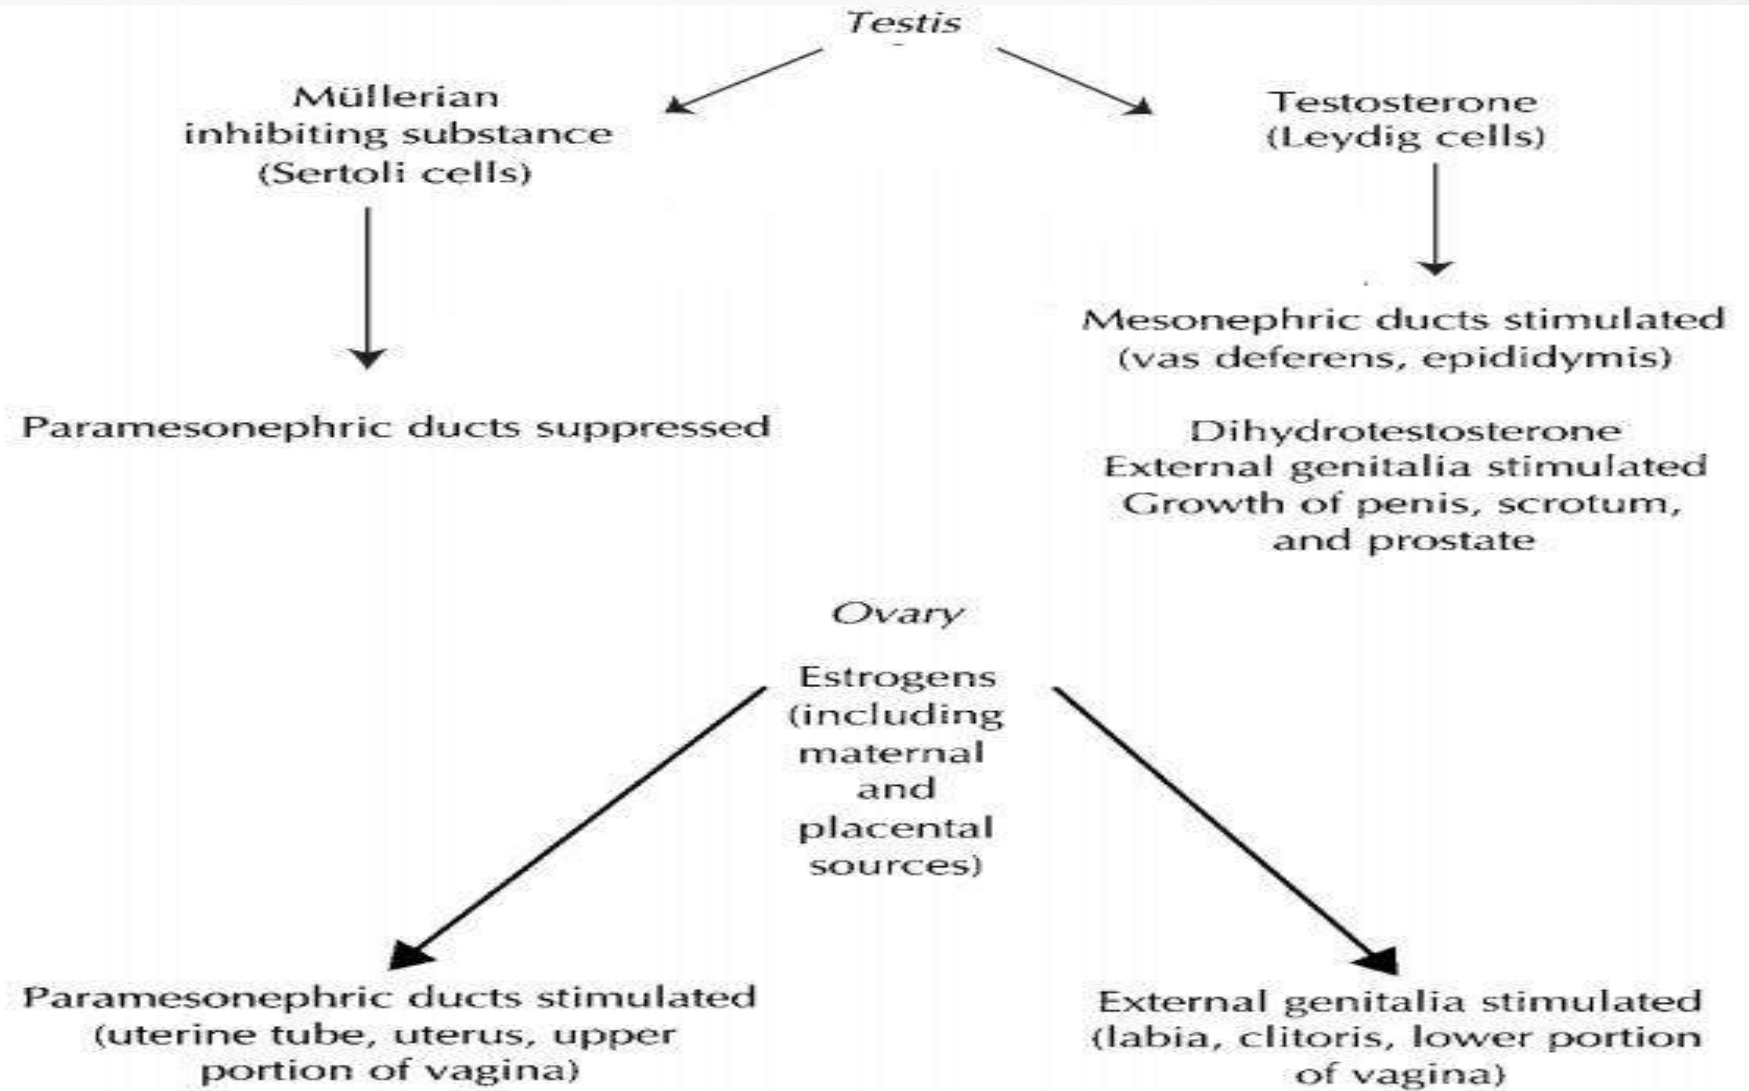 Testis
Müllerian
inhibiting substance
(Sertoli cells)
Testosterone
(Leydig cells)
Mesonephric ducts stimulated
(vas deferens, epididymis)
Paramesonephric ducts suppressed
Dihydrotestosterone
External genitalia stimulated
Growth of penis, scrotum,
and prostate
Ovary
Estrogens
(including
maternal
and
placental
sources)
Paramesonephric ducts stimulated
(uterine tube, uterus, upper
portion of vagina)
External genitalia stimulated
(labia, clitoris, lower portion
of vagina)